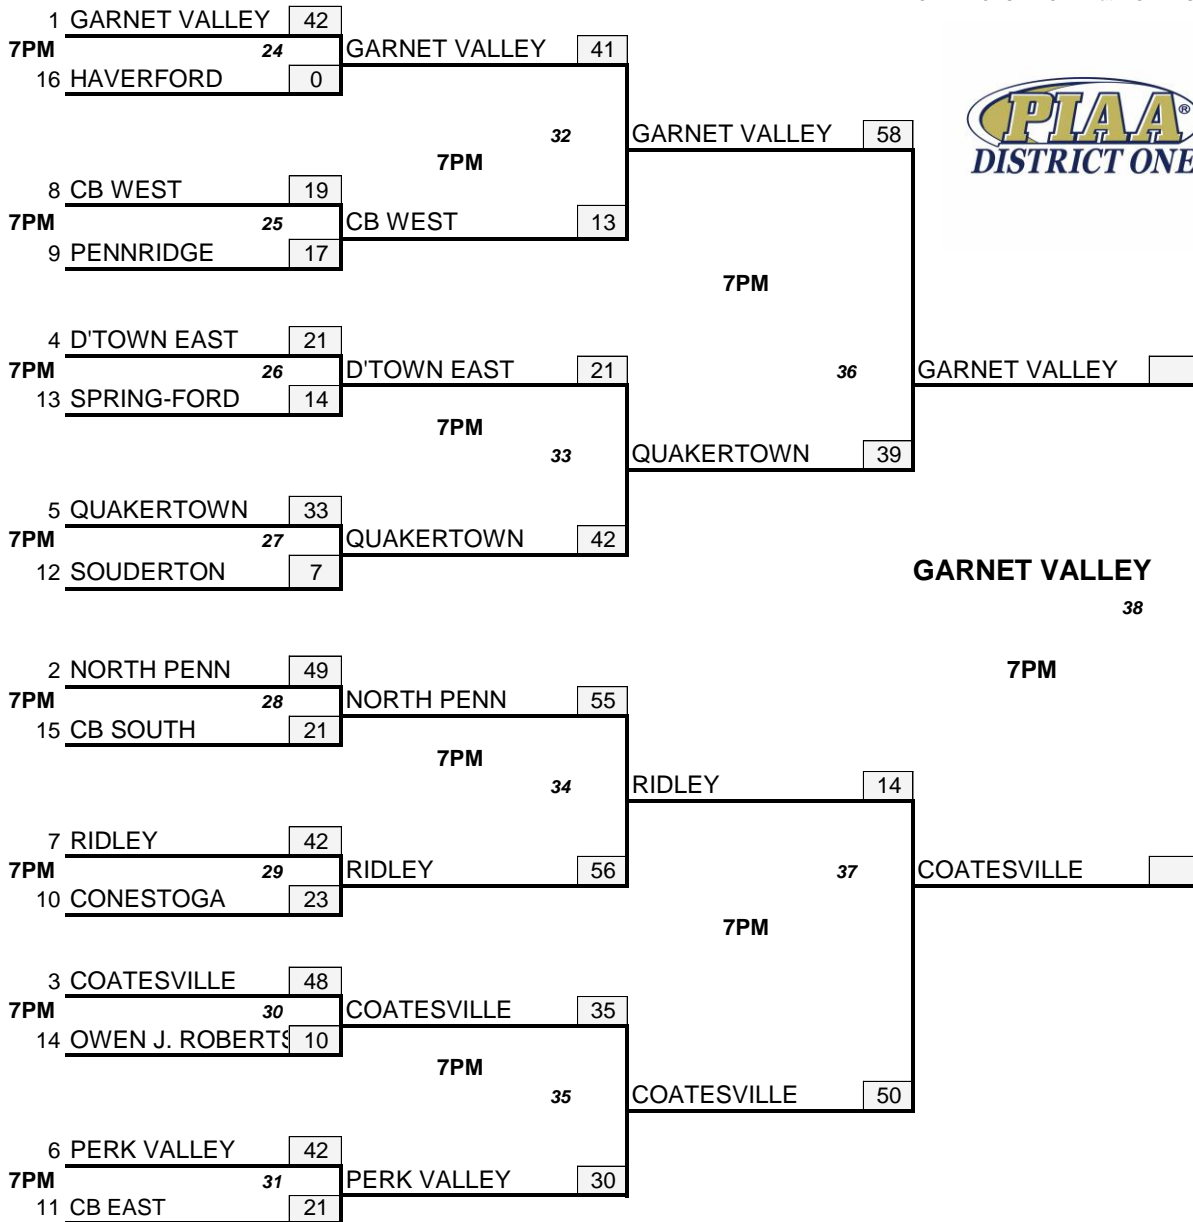 1 GARNET VALLEY 42
7PM 24 GARNET VALLEY 41
16 HAVERFORD 0
PIAA®
DISTRICT ONE
32 GARNET VALLEY 58
7PM
8 CB WEST 19
7PM 25 CB WEST 13
9 PENNRIDGE 17
7PM
4 D'TOWN EAST 21
7PM 26 D'TOWN EAST 21 36 GARNET VALLEY
13 SPRING-FORD 14
7PM
33 QUAKERTOWN 39
5 QUAKERTOWN 33
7PM 27 QUAKERTOWN 42
12 SOUDERTON 7 GARNET VALLEY
38
2 NORTH PENN 49 7PM
7PM 28 NORTH PENN 55
15 CB SOUTH 21
7PM
34 RIDLEY 14
7 RIDLEY 42
7PM 29 RIDLEY 56 37 COATESVILLE
10 CONESTOGA 23
7PM
3 COATESVILLE 48
7PM 30 COATESVILLE 35
14 OWEN J. ROBERTS 10
7PM
35 COATESVILLE 50
6 PERK VALLEY 42
7PM 31 PERK VALLEY 30
11 CB EAST 21